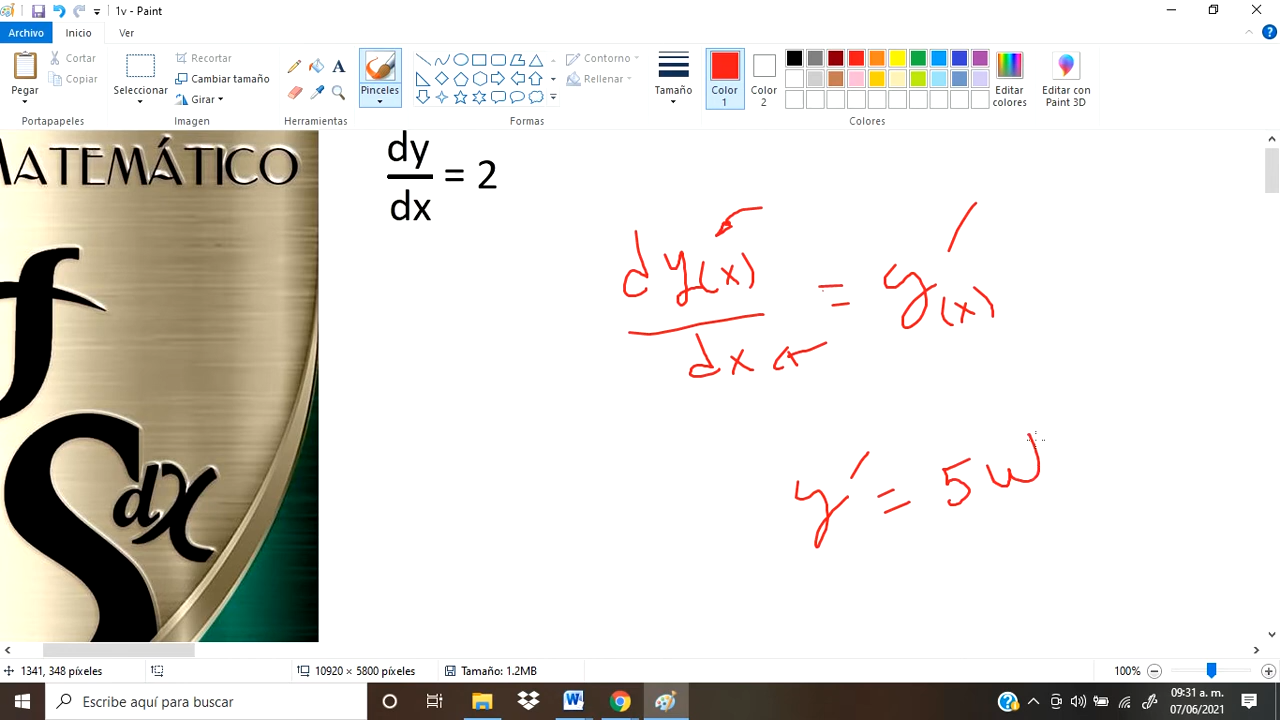 1v - Paint
Archivo Inicio Ver
Pegar Cortar Copiar
Seleccionar Recortar Cambiar tamaño Girar
Pinceles
Contorno Rellenar
Tamaño
Color 1 Color 2
Editar colores
Editar con Paint 3D
Portapapeles Imagen Herramientas Formas Colores
MATEMÁTICO
f
S dx
dy
dx = 2
dy(x)
dx
= y'(x)
y' = 5w
1341, 348 píxeles 10920 × 5800 píxeles Tamaño: 1.2MB 100%
Escribe aquí para buscar
09:31 a. m.
07/06/2021